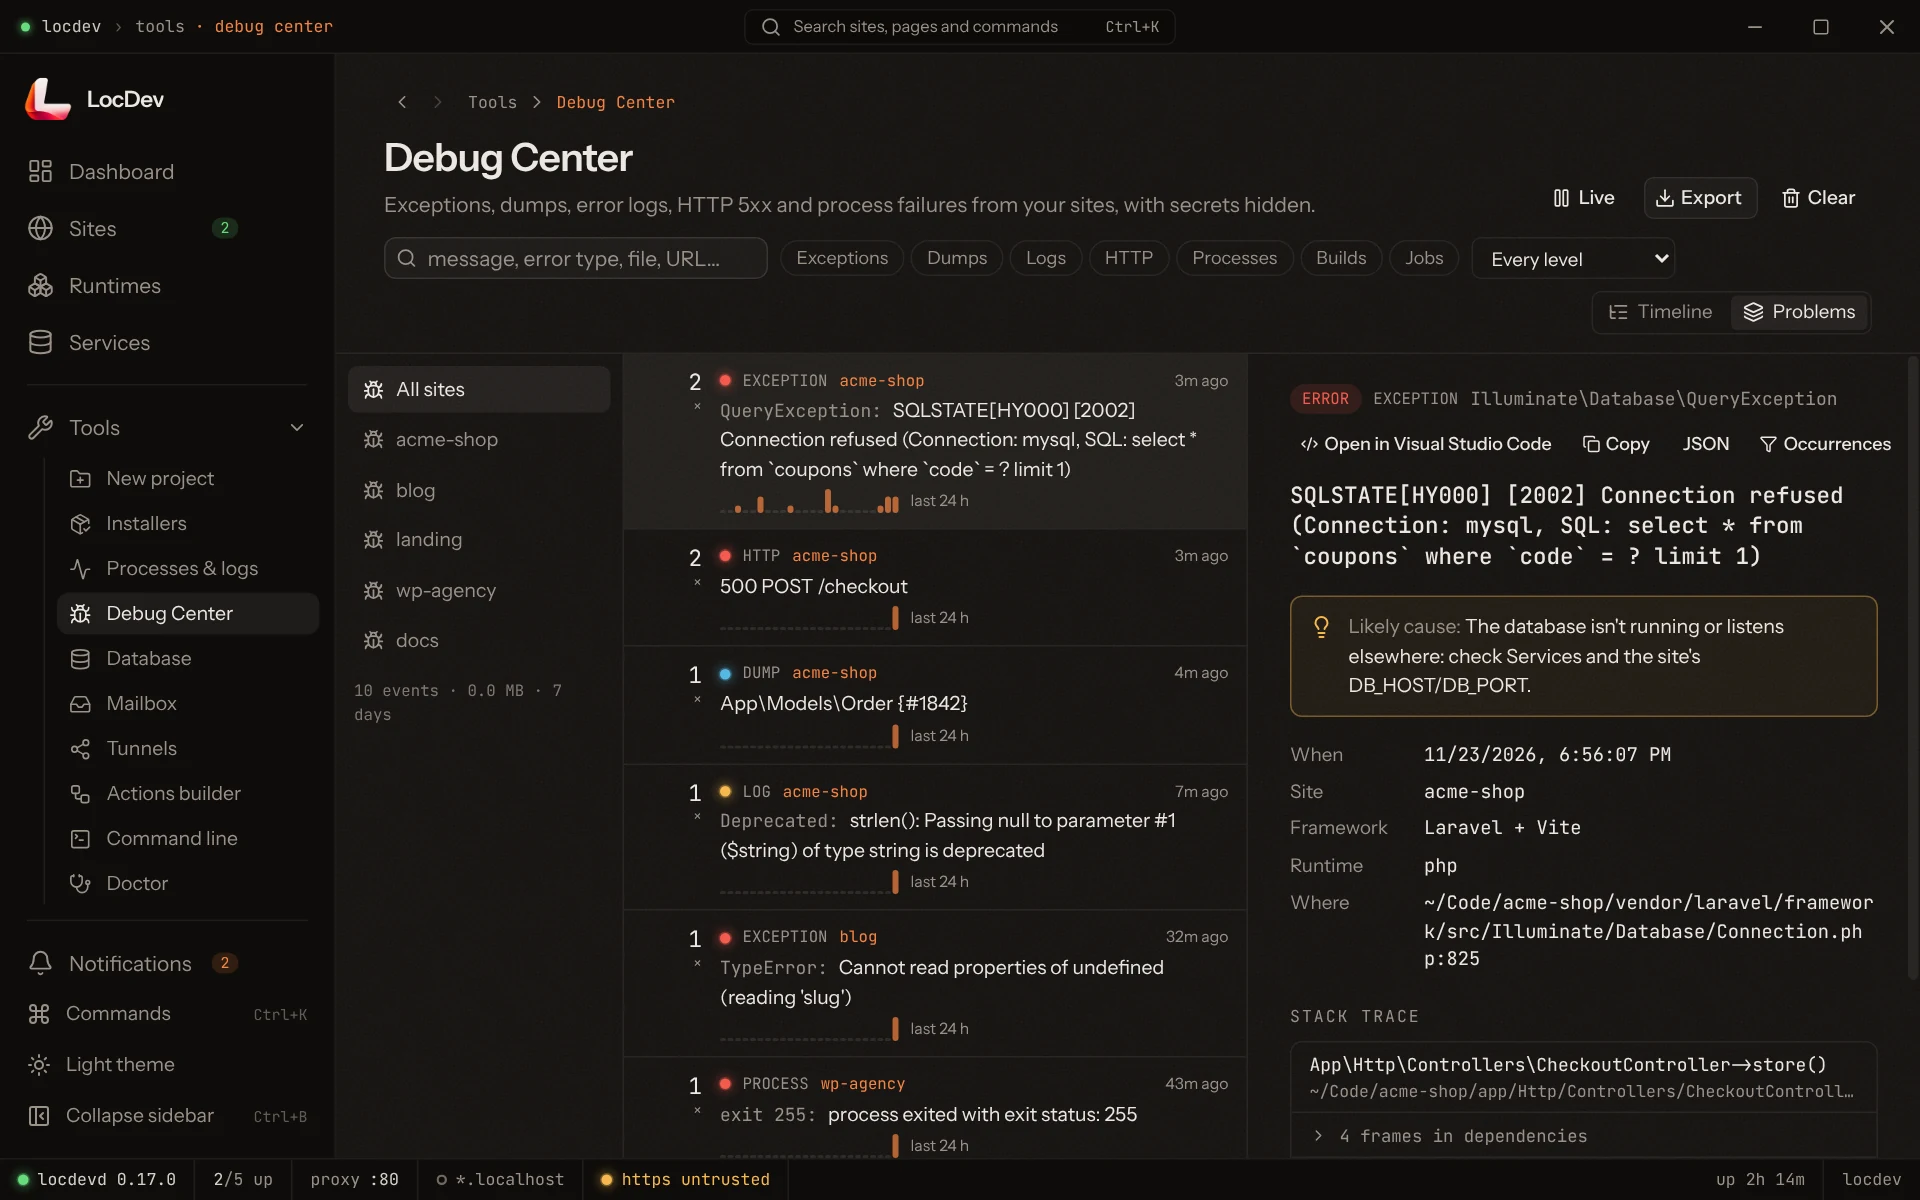 locdev › tools · debug center
Search sites, pages and commands Ctrl+K
LocDev
Dashboard
Sites 2
Runtimes
Services
Tools
New project
Installers
Processes & logs
Debug Center
Database
Mailbox
Tunnels
Actions builder
Command line
Doctor
Notifications 2
Commands Ctrl+K
Light theme
Collapse sidebar Ctrl+B
Tools > Debug Center
Debug Center
Exceptions, dumps, error logs, HTTP 5xx and process failures from your sites, with secrets hidden.
Live Export Clear
message, error type, file, URL... Exceptions Dumps Logs HTTP Processes Builds Jobs Every level
Timeline Problems
All sites
acme-shop
blog
landing
wp-agency
docs
10 events · 0.0 MB · 7
days
2 × EXCEPTION acme-shop 3m ago
QueryException: SQLSTATE[HY000] [2002]
Connection refused (Connection: mysql, SQL: select *
from `coupons` where `code` = ? limit 1)
last 24 h
2 × HTTP acme-shop 3m ago
500 POST /checkout
last 24 h
1 × DUMP acme-shop 4m ago
App\Models\Order {#1842}
last 24 h
1 × LOG acme-shop 7m ago
Deprecated: strlen(): Passing null to parameter #1
($string) of type string is deprecated
last 24 h
1 × EXCEPTION blog 32m ago
TypeError: Cannot read properties of undefined
(reading 'slug')
last 24 h
1 × PROCESS wp-agency 43m ago
exit 255: process exited with exit status: 255
last 24 h
ERROR EXCEPTION Illuminate\Database\QueryException
Open in Visual Studio Code Copy JSON Occurrences
SQLSTATE[HY000] [2002] Connection refused
(Connection: mysql, SQL: select * from
`coupons` where `code` = ? limit 1)
Likely cause: The database isn't running or listens
elsewhere: check Services and the site's
DB_HOST/DB_PORT.
When 11/23/2026, 6:56:07 PM
Site acme-shop
Framework Laravel + Vite
Runtime php
Where ~/Code/acme-shop/vendor/laravel/framewor
k/src/Illuminate/Database/Connection.ph
p:825
STACK TRACE
App\Http\Controllers\CheckoutController->store()
~/Code/acme-shop/app/Http/Controllers/CheckoutControll…
4 frames in dependencies
locdevd 0.17.0 2/5 up proxy :80 *.localhost https untrusted up 2h 14m locdev